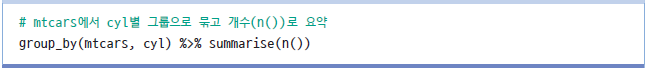 # mtcars에서 cyl별 그룹으로 묶고 개수(n())로 요약
group_by(mtcars, cyl) %>% summarise(n())